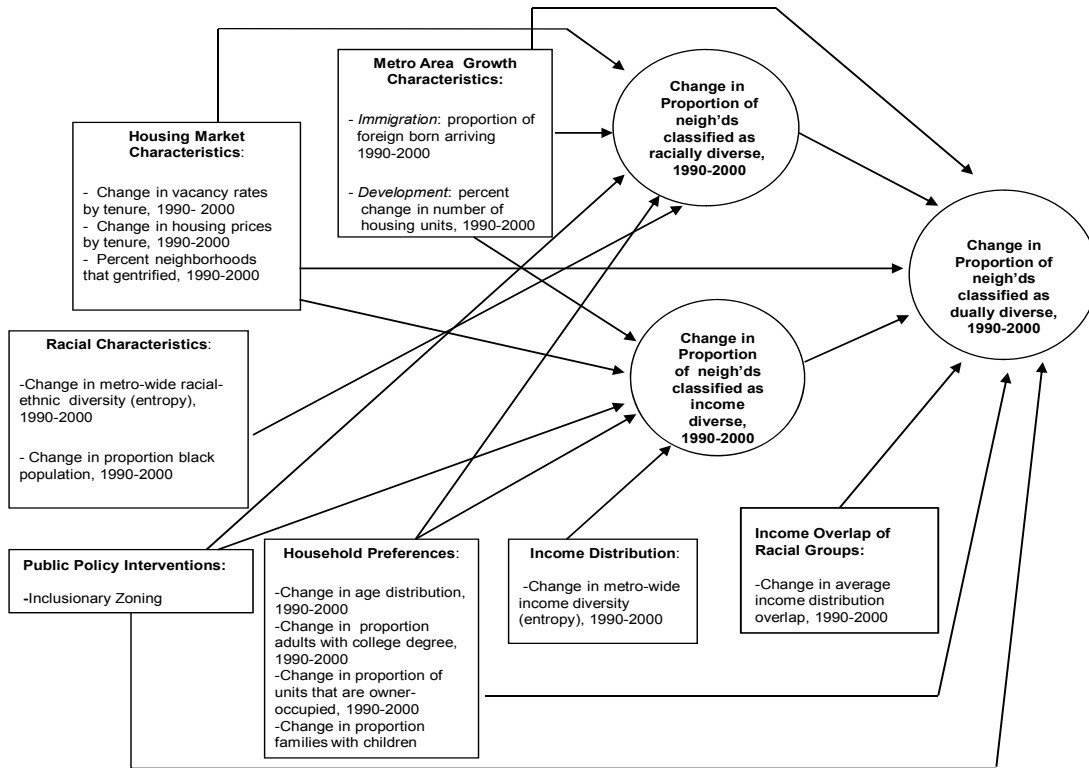 Metro Area Growth
Characteristics:
- Immigration: proportion of
foreign born arriving
1990-2000
- Development: percent
change in number of
housing units, 1990-2000
Change in
Proportion of
neigh'ds
classified as
racially diverse,
1990-2000
Housing Market
Characteristics:
- Change in vacancy rates
by tenure, 1990- 2000
- Change in housing prices
by tenure, 1990-2000
- Percent neighborhoods
that gentrified, 1990-2000
Change in
Proportion of
neigh'ds
classified as
dually diverse,
1990-2000
Racial Characteristics:
-Change in metro-wide racial-
ethnic diversity (entropy),
1990-2000
- Change in proportion black
population, 1990-2000
Change in
Proportion
of neigh'ds
classified as
income
diverse,
1990-2000
Public Policy Interventions:
-Inclusionary Zoning
Household Preferences:
-Change in age distribution,
1990-2000
-Change in proportion
adults with college degree,
1990-2000
-Change in proportion of
units that are owner-
occupied, 1990-2000
-Change in proportion
families with children
Income Distribution:
-Change in metro-wide
income diversity
(entropy), 1990-2000
Income Overlap of
Racial Groups:
-Change in average
income distribution
overlap, 1990-2000